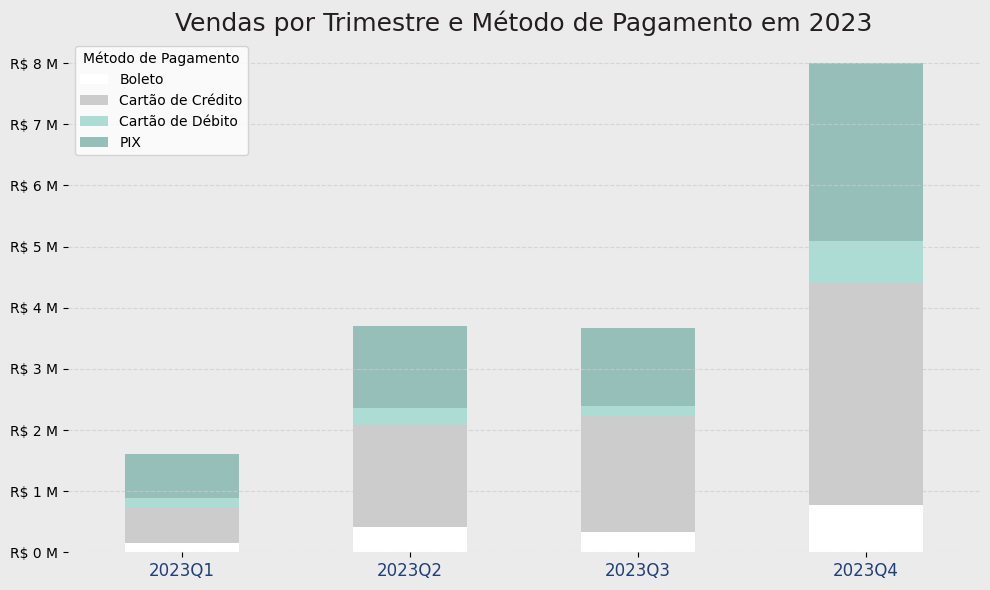 Vendas por Trimestre e Método de Pagamento em 2023
R$ 8 M
R$ 7 M
R$ 6 M
R$ 5 M
R$ 4 M
R$ 3 M
R$ 2 M
R$ 1 M
R$ 0 M
Método de Pagamento
Boleto
Cartão de Crédito
Cartão de Débito
PIX
2023Q1
2023Q2
2023Q3
2023Q4